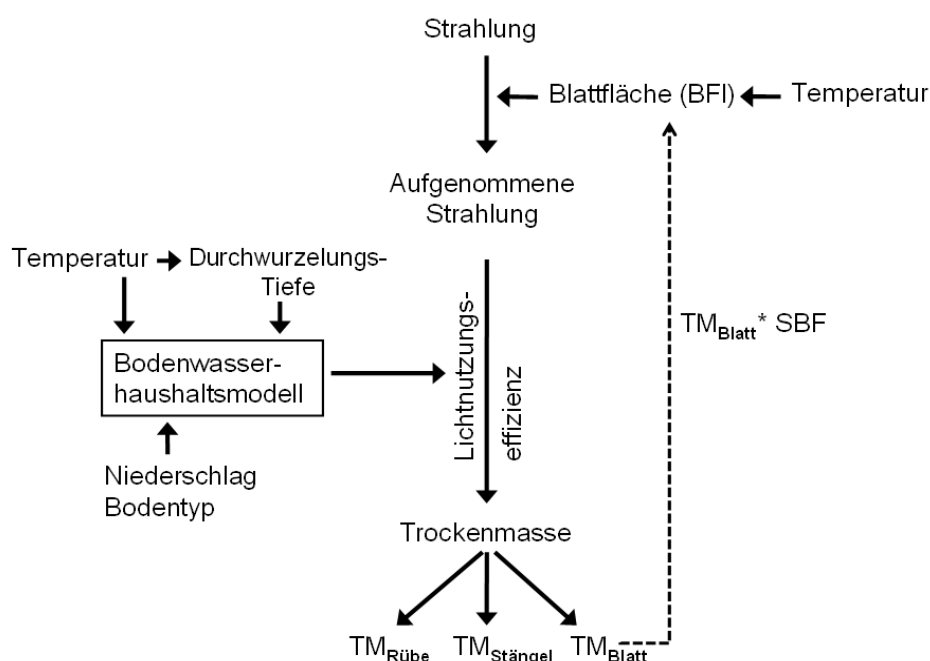 Strahlung
Blattfläche (BFI)
Temperatur
Aufgenommene
Strahlung
Temperatur
Durchwurzelungs-
Tiefe
Bodenwasser-
haushaltsmodell
Niederschlag
Bodentyp
Lichtnutzungs-
effizienz
TMBlatt* SBF
Trockenmasse
TMRübe
TMStängel
TMBlatt